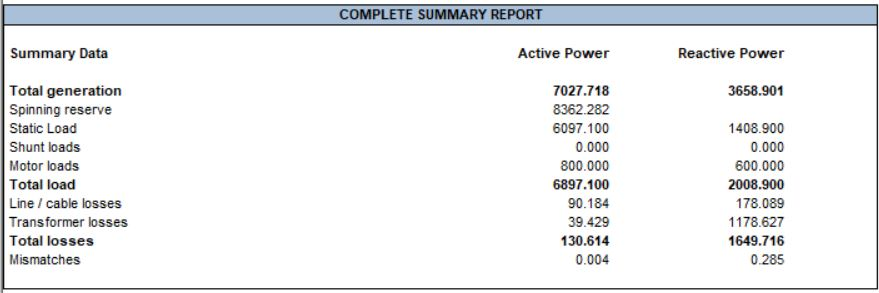 COMPLETE SUMMARY REPORT
Summary Data Active Power Reactive Power
Total generation 7027.718 3658.901
Spinning reserve 8362.282
Static Load 6097.100 1408.900
Shunt loads 0.000 0.000
Motor loads 800.000 600.000
Total load 6897.100 2008.900
Line / cable losses 90.184 178.089
Transformer losses 39.429 1178.627
Total losses 130.614 1649.716
Mismatches 0.004 0.285